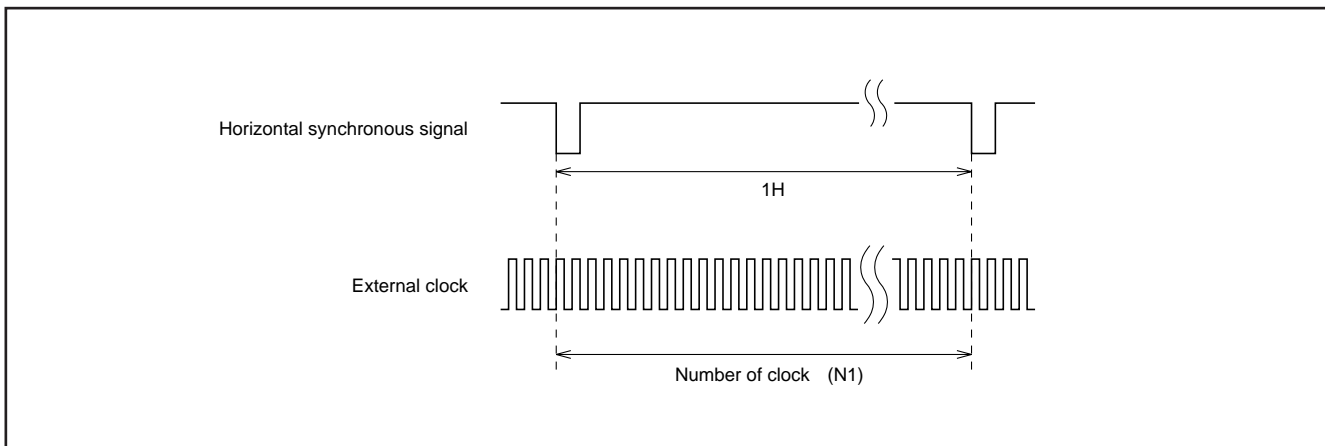 Horizontal synchronous signal
1H
External clock
Number of clock (N1)